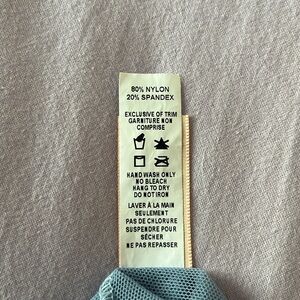 80% NYLON
20% SPANDEX
EXCLUSIVE OF TRIM
GARNITURE NON
COMPRISE
HAND WASH ONLY
NO BLEACH
HANG TO DRY
DO NOT IRON
LAVER À LA MAIN
SEULEMENT
PAS DE CHLORURE
SUSPENDRE POUR
SÉCHER
NE PAS REPASSER